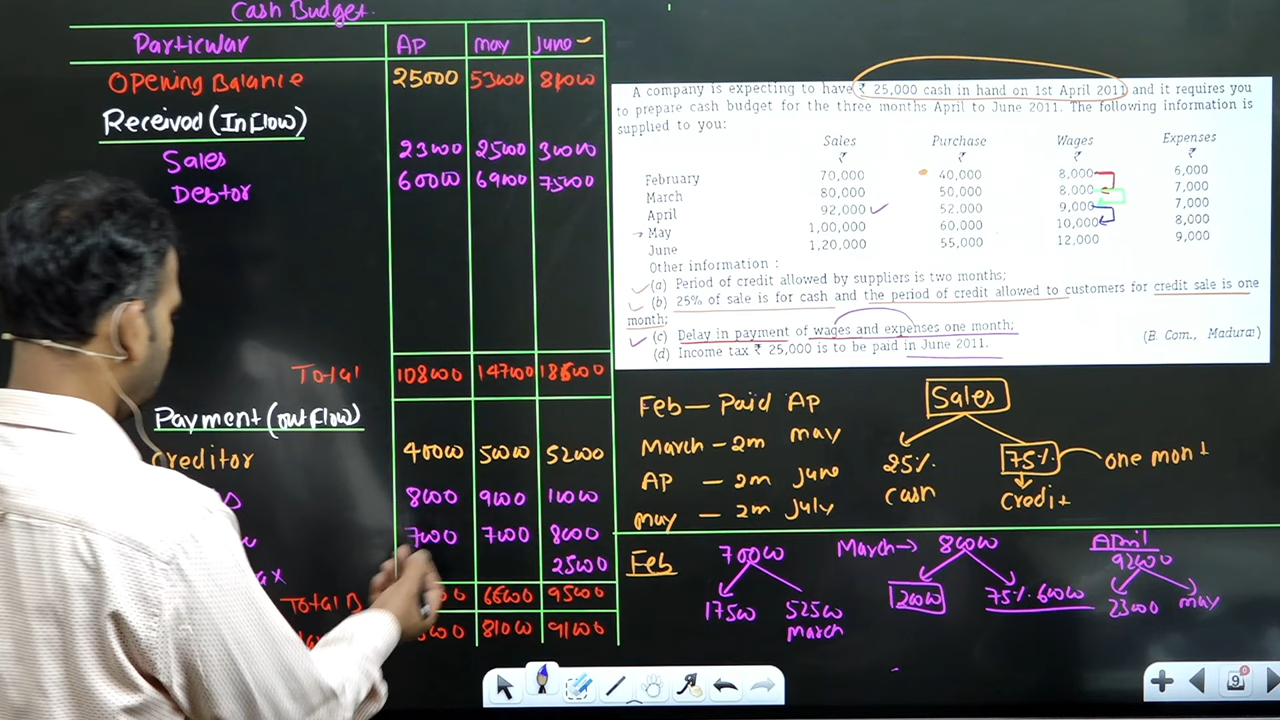 Cash Budget.
Particular AP may June
Opening Balance 25000 53000 81000
Received (Inflow)
Sales 23000 25000 30000
Debtor 60000 69000 75000
Total 108000 147000 186000
Payment (outflow)
Creditor 40000 50000 52000
8000 9000 10000
7000 7000 8000
25000
Total B 66000 95000
81000 91000
A company is expecting to have ₹ 25,000 cash in hand on 1st April 2011 and it requires you
to prepare cash budget for the three months April to June 2011. The following information is
supplied to you:
Sales Purchase Wages Expenses
₹ ₹ ₹ ₹
February 70,000 40,000 8,000 6,000
March 80,000 50,000 8,000 7,000
April 92,000 52.000 9,000 7,000
May 1,00,000 60,000 10,000 8,000
June 1,20,000 55,000 12,000 9,000
Other information :
(a) Period of credit allowed by suppliers is two months;
(b) 25% of sale is for cash and the period of credit allowed to customers for credit sale is one
month;
(c) Delay in payment of wages and expenses one month;
(d) Income tax ₹ 25,000 is to be paid in June 2011. (B. Com., Madurai)
Feb — Paid AP
March — 2m may
AP — 2m June
may — 2m July
Sales
25% 75% one mont
cash credit
Feb 70000
17500 52500
March
March → 80000
20000 75% 60000
April
92000
23000 may
9